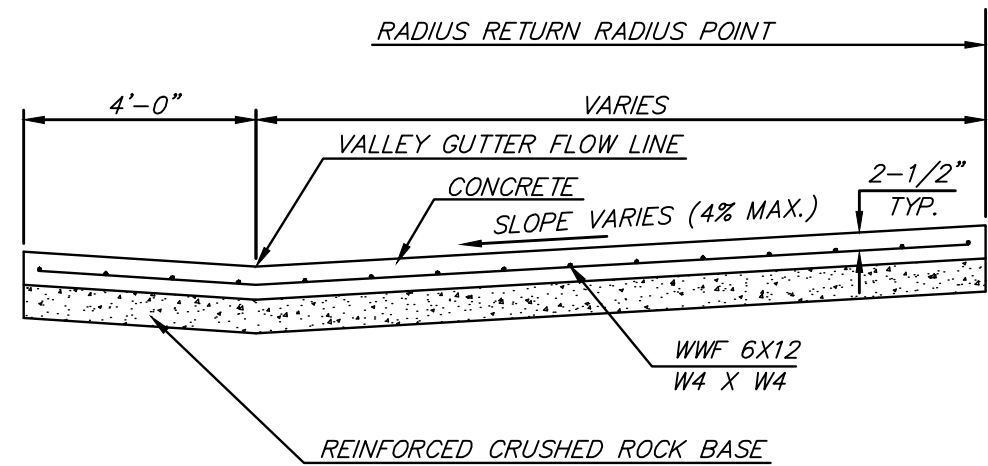 RADIUS RETURN RADIUS POINT
4'-0"
VARIES
VALLEY GUTTER FLOW LINE
CONCRETE
2-1/2"
TYP.
SLOPE VARIES (4% MAX.)
WWF 6X12
W4 X W4
REINFORCED CRUSHED ROCK BASE